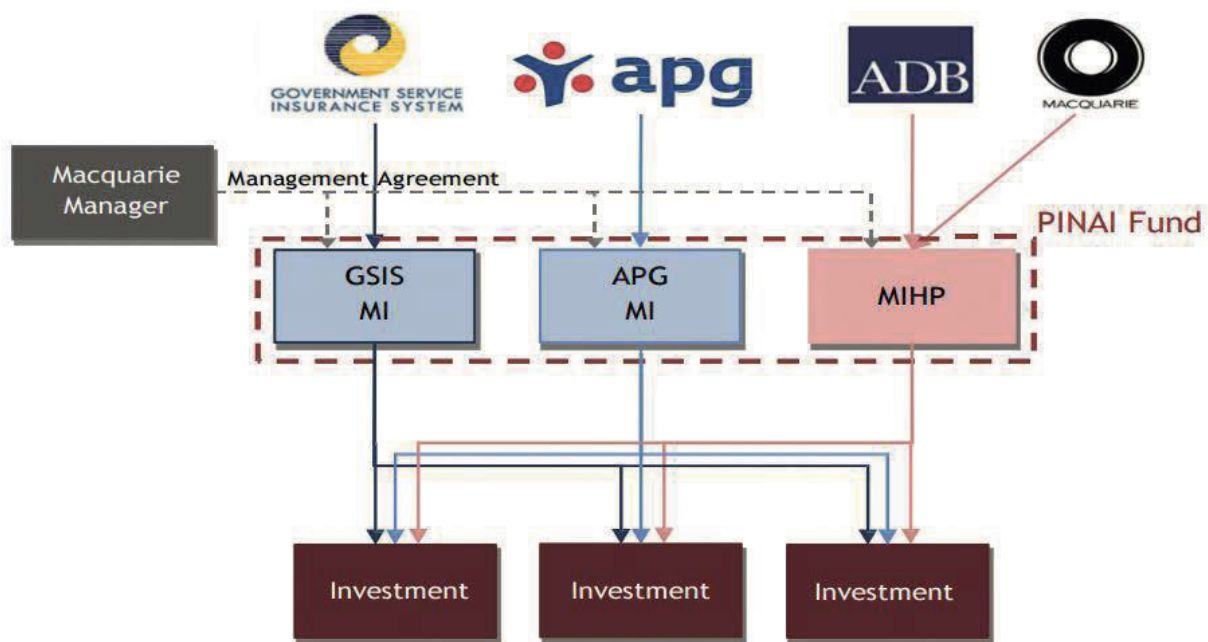 GOVERNMENT SERVICE
INSURANCE SYSTEM
apg
ADB
MACQUARIE
Macquarie
Manager
Management Agreement
PINAI Fund
GSIS
MI
APG
MI
MIHP
Investment
Investment
Investment